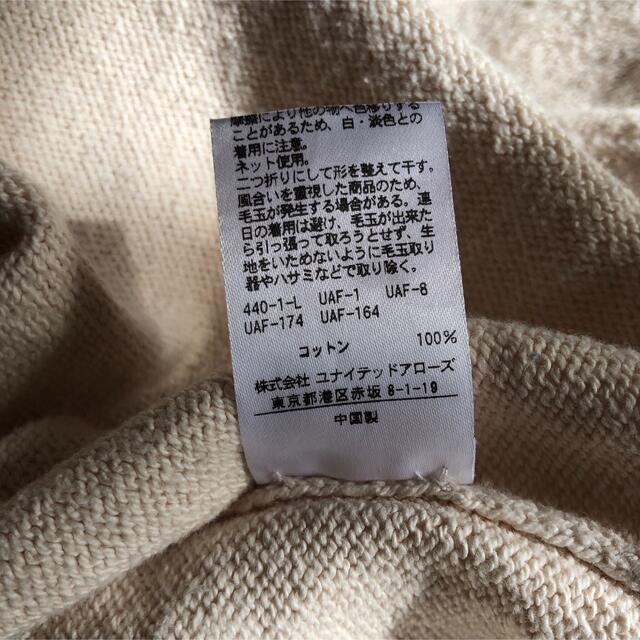 摩擦により他の物へ色移りする
ことがあるため、白・淡色との
着用に注意。
ネット使用。
二つ折りにして形を整えて干す。
風合いを重視した商品のため、
毛玉が発生する場合がある。連
日の着用は避け、毛玉が出来た
ら引っ張って取ろうとせず、生
地をいためないように毛玉取り
器やハサミなどで取り除く。
440-1-L UAF-1 UAF-8
UAF-174 UAF-164
コットン 100%
株式会社 ユナイテッドアローズ
東京都港区赤坂 8-1-19
中国製